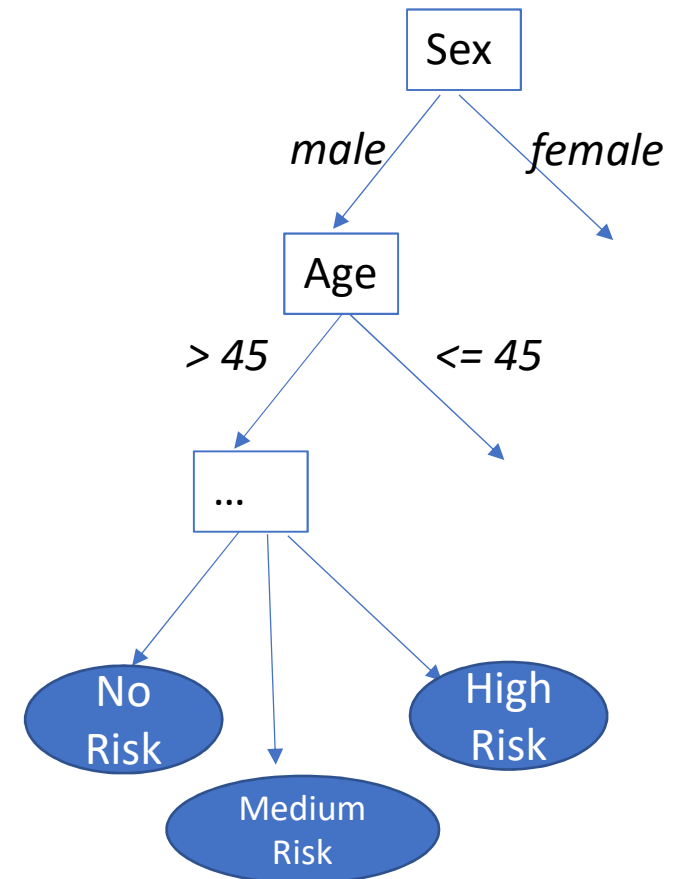 Sex
male
female
Age
> 45
<= 45
...
No
Risk
High
Risk
Medium
Risk